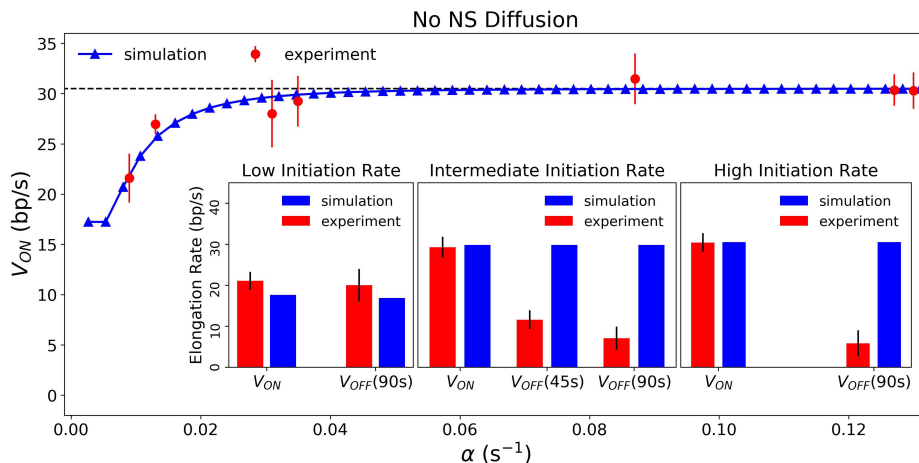 No NS Diffusion
simulation experiment
V_ON (bp/s)
35
30
25
20
15
10
5
0
0.00 0.02 0.04 0.06 0.08 0.10 0.12
α (s⁻¹)
Low Initiation Rate
Intermediate Initiation Rate
High Initiation Rate
Elongation Rate (bp/s)
40
30
20
10
0
simulation
experiment
V_ON V_OFF(90s)
simulation
experiment
V_ON V_OFF(45s) V_OFF(90s)
simulation
experiment
V_ON V_OFF(90s)